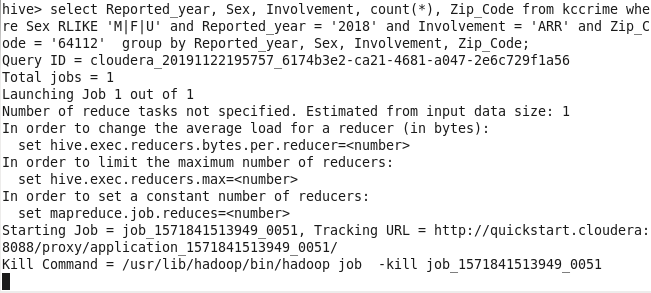 hive> select Reported_year, Sex, Involvement, count(*), Zip_Code from kccrime whe
re Sex RLIKE 'M|F|U' and Reported_year = '2018' and Involvement = 'ARR' and Zip_C
ode = '64112'  group by Reported_year, Sex, Involvement, Zip_Code;
Query ID = cloudera_20191122195757_6174b3e2-ca21-4681-a047-2e6c729f1a56
Total jobs = 1
Launching Job 1 out of 1
Number of reduce tasks not specified. Estimated from input data size: 1
In order to change the average load for a reducer (in bytes):
  set hive.exec.reducers.bytes.per.reducer=<number>
In order to limit the maximum number of reducers:
  set hive.exec.reducers.max=<number>
In order to set a constant number of reducers:
  set mapreduce.job.reduces=<number>
Starting Job = job_1571841513949_0051, Tracking URL = http://quickstart.cloudera:
8088/proxy/application_1571841513949_0051/
Kill Command = /usr/lib/hadoop/bin/hadoop job  -kill job_1571841513949_0051